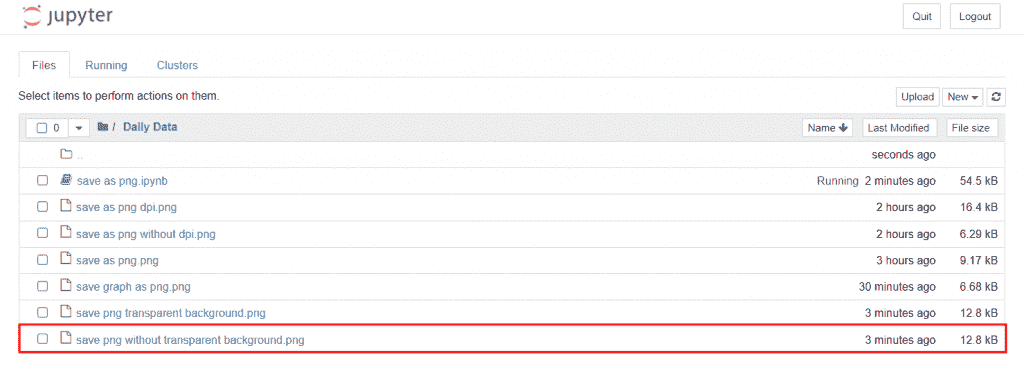 jupyter Quit Logout
Files Running Clusters
Select items to perform actions on them. Upload New
0 / Daily Data Name Last Modified File size
.. seconds ago
save as png.ipynb Running 2 minutes ago 54.5 kB
save as png dpi.png 2 hours ago 16.4 kB
save as png without dpi.png 2 hours ago 6.29 kB
save as png.png 3 hours ago 9.17 kB
save graph as png.png 30 minutes ago 6.68 kB
save png transparent background.png 3 minutes ago 12.8 kB
save png without transparent background.png 3 minutes ago 12.8 kB